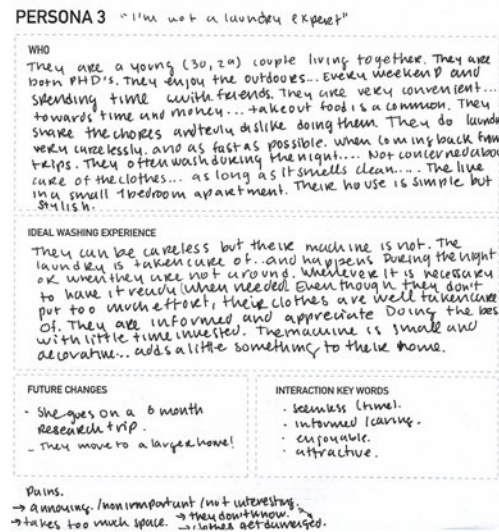 PERSONA 3 "I'm not a laundry expert"
WHO
They are a young (30, 29) couple living together. They are
both PHD's. They enjoy the outdoors... Every weekend and
spending time with friends. They are very convenient...
towards time and money... takeout food is a common. They
share the chores and truly dislike doing them. They do laundry
very carelessly. and as fast as possible. when coming back from
trips. They often wash during the night.... Not concerned about
care of the clothes... as long as it smells clean.... The live
in a small 1 bedroom apartment. Their house is simple but
stylish.
IDEAL WASHING EXPERIENCE
They can be careless but their machine is not. The
laundry is taken care of...and happens During the night
or when they are not around. Whenever it is necessary
to have it ready (when needed). Even though they don't
put too much effort, their clothes are well taken care
of. They are informed and appreciate Doing the best
with little time invested. The machine is small and
decorative... adds a little something to their home.
FUTURE CHANGES
- She goes on a 6 month
research trip.
- They move to a larger home!
INTERACTION KEY WORDS
· seamless (time).
· informed / caring.
· enjoyable.
· attractive.
Pains.
→ annoying. /non important / not interesting.
→ takes too much space. → they don't know.
→ clothes get damaged.